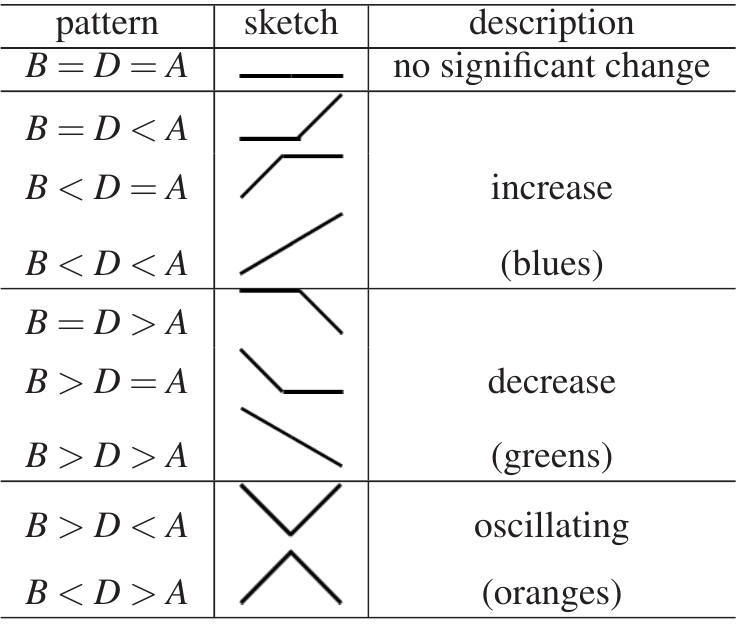 pattern sketch description
B = D = A no significant change
B = D < A
B < D = A increase
B < D < A (blues)
B = D > A
B > D = A decrease
B > D > A (greens)
B > D < A oscillating
B < D > A (oranges)